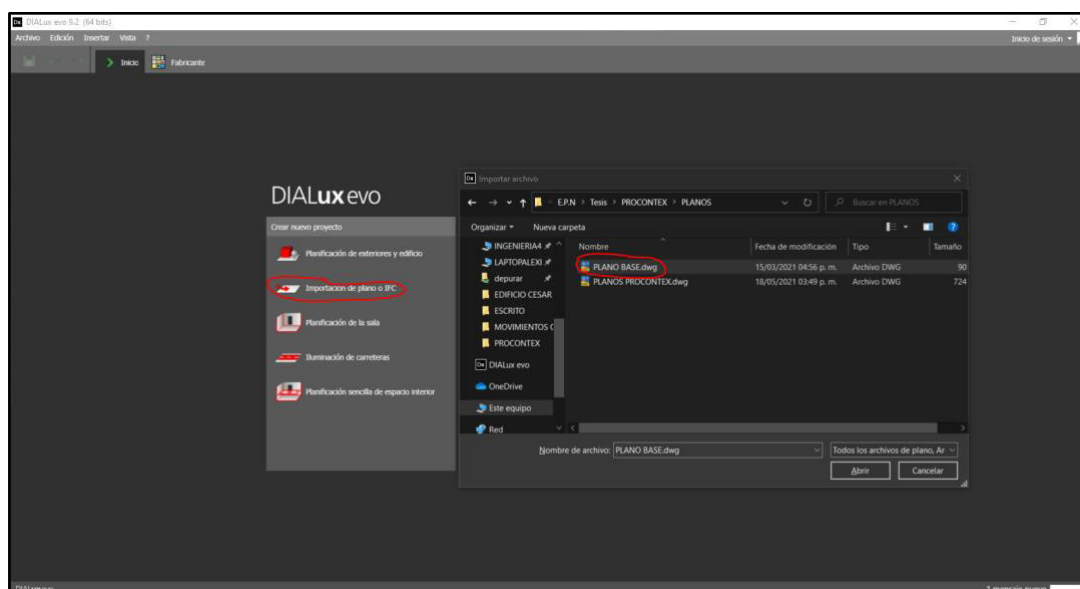 DIALux evo 9.2 (64 bits)
Archivo Edición Insertar Vista ?
Inicio de sesión
Inicio
Fabricante
DIALux evo
Crear nuevo proyecto
Planificación de exteriores y edificio
Importación de plano o IFC
Planificación de la sala
Iluminación de carreteras
Planificación sencilla de espacio interior
Importar archivo
E.P.N > Tesis > PROCONTEX > PLANOS
Buscar en PLANOS
Organizar
Nueva carpeta
INGENIERIA4
LAPTOPALEXI
depurar
EDIFICIO CESAR
ESCRITO
MOVIMIENTOS
PROCONTEX
DIALux evo
OneDrive
Este equipo
Red
Nombre Fecha de modificación Tipo Tamaño
PLANO BASE.dwg 15/03/2021 04:56 p. m. Archivo DWG 90
PLANOS PROCONTEX.dwg 18/05/2021 03:49 p. m. Archivo DWG 724
Nombre de archivo: PLANO BASE.dwg
Todos los archivos de plano, Ar
Abrir
Cancelar